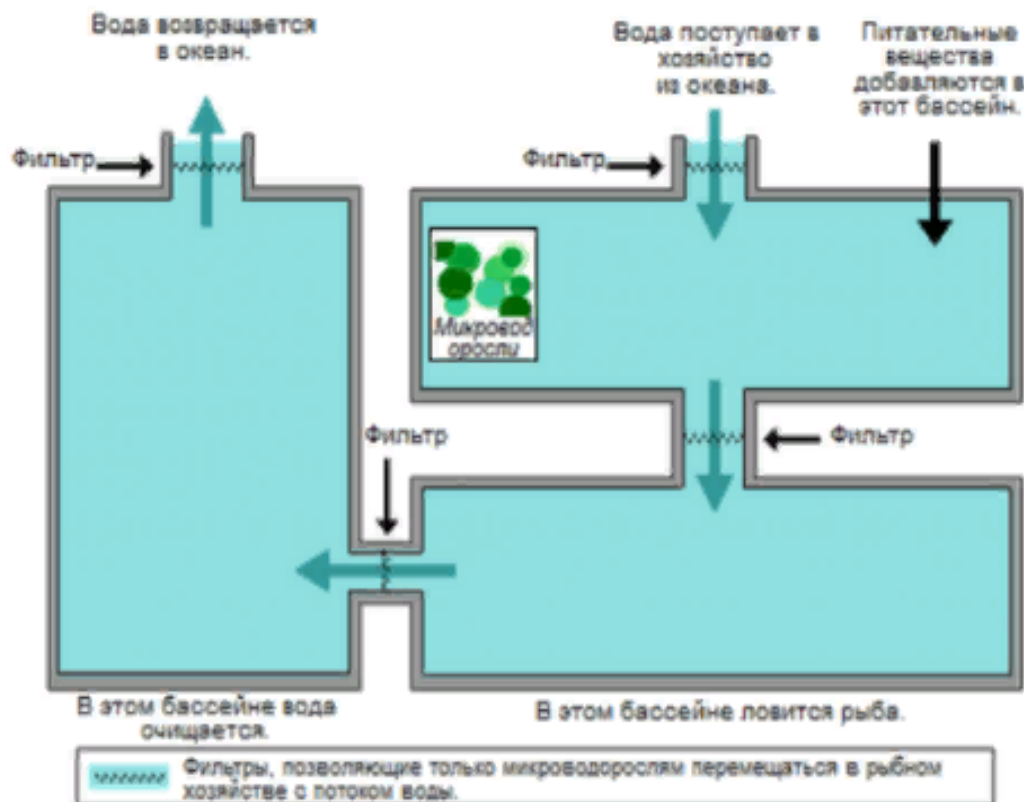 Вода возвращается
в океан.
Вода поступает в
хозяйство
из океана.
Питательные
вещества
добавляются в
этот бассейн.
Фильтр
Фильтр
Микровод
оросли
Фильтр
Фильтр
В этом бассейне вода
очищается.
В этом бассейне ловится рыба.
Фильтры, позволяющие только микроводорослям перемещаться в рыбном
хозяйстве с потоком воды.